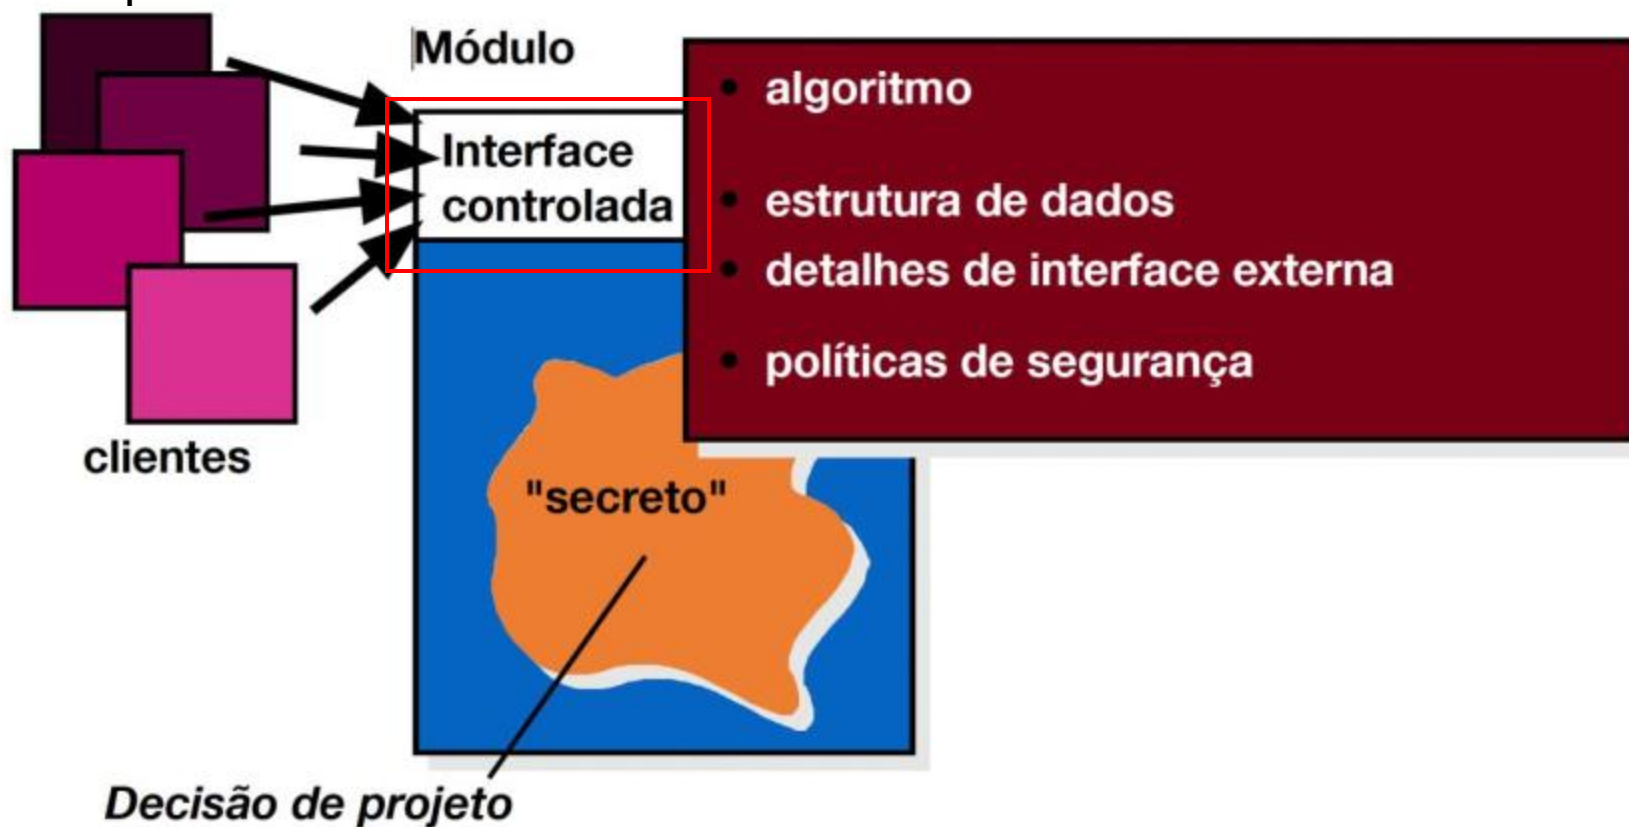 Módulo
Interface
controlada
• algoritmo
• estrutura de dados
• detalhes de interface externa
• políticas de segurança
clientes
"secreto"
Decisão de projeto